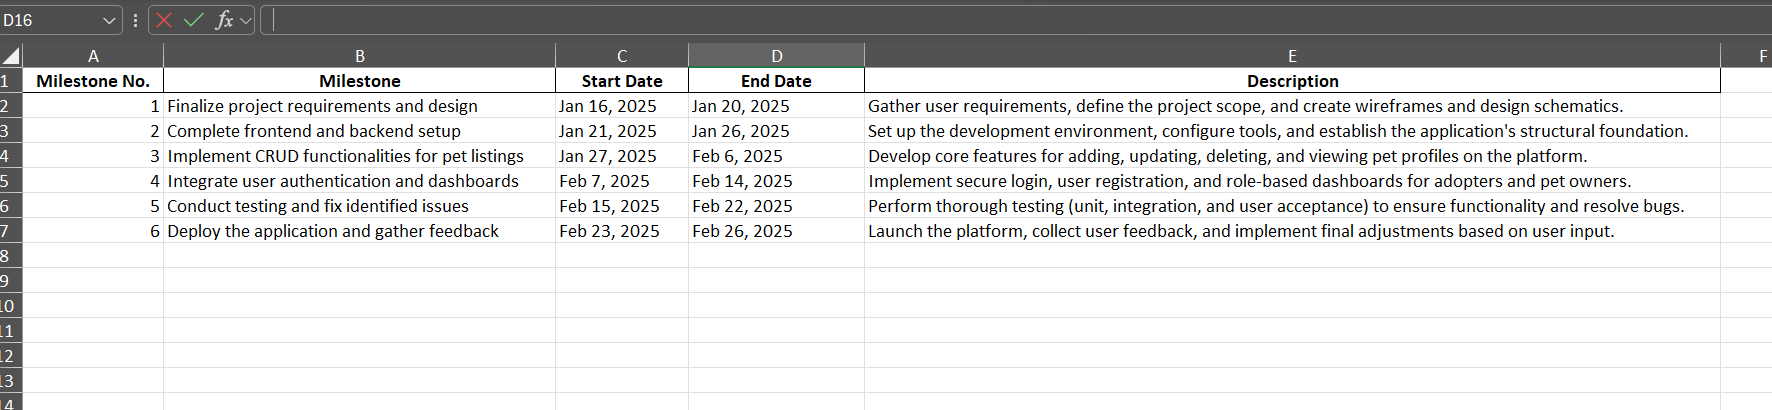 D16 fx
A B C D E F
1 Milestone No. Milestone Start Date End Date Description
2 1 Finalize project requirements and design Jan 16, 2025 Jan 20, 2025 Gather user requirements, define the project scope, and create wireframes and design schematics.
3 2 Complete frontend and backend setup Jan 21, 2025 Jan 26, 2025 Set up the development environment, configure tools, and establish the application's structural foundation.
4 3 Implement CRUD functionalities for pet listings Jan 27, 2025 Feb 6, 2025 Develop core features for adding, updating, deleting, and viewing pet profiles on the platform.
5 4 Integrate user authentication and dashboards Feb 7, 2025 Feb 14, 2025 Implement secure login, user registration, and role-based dashboards for adopters and pet owners.
6 5 Conduct testing and fix identified issues Feb 15, 2025 Feb 22, 2025 Perform thorough testing (unit, integration, and user acceptance) to ensure functionality and resolve bugs.
7 6 Deploy the application and gather feedback Feb 23, 2025 Feb 26, 2025 Launch the platform, collect user feedback, and implement final adjustments based on user input.
8
9
10
11
12
13
14